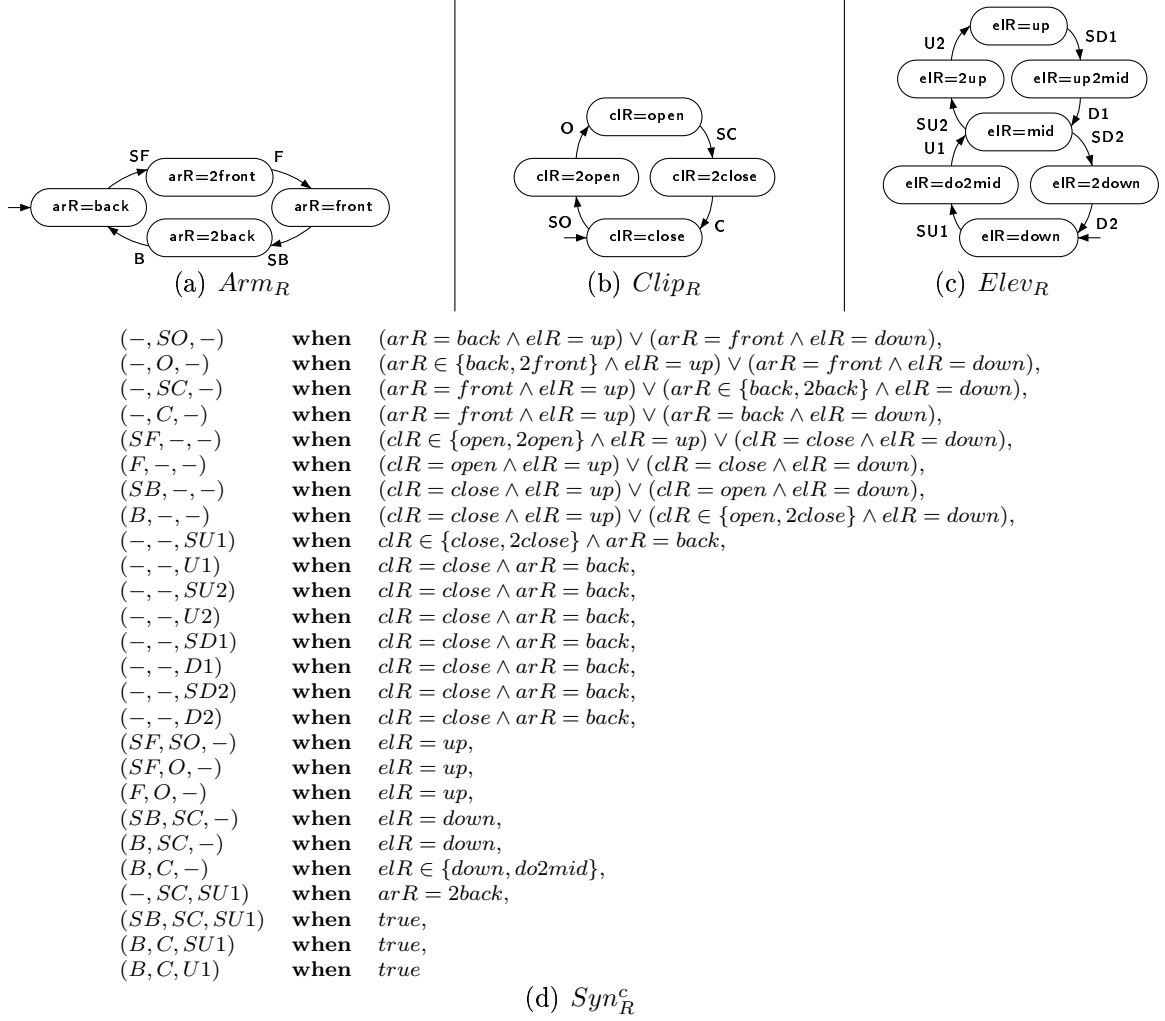 SF
F
arR=2front
arR=back
arR=front
arR=2back
B
SB
(a) Arm_R
clR=open
O
SC
clR=2open
clR=2close
SO
C
clR=close
(b) Clip_R
elR=up
U2
SD1
elR=2up
elR=up2mid
SU2
D1
elR=mid
U1
SD2
elR=do2mid
elR=2down
SU1
D2
elR=down
(c) Elev_R
(−, SO, −) when (arR = back ∧ elR = up) ∨ (arR = front ∧ elR = down),
(−, O, −) when (arR ∈ {back, 2front} ∧ elR = up) ∨ (arR = front ∧ elR = down),
(−, SC, −) when (arR = front ∧ elR = up) ∨ (arR ∈ {back, 2back} ∧ elR = down),
(−, C, −) when (arR = front ∧ elR = up) ∨ (arR = back ∧ elR = down),
(SF, −, −) when (clR ∈ {open, 2open} ∧ elR = up) ∨ (clR = close ∧ elR = down),
(F, −, −) when (clR = open ∧ elR = up) ∨ (clR = close ∧ elR = down),
(SB, −, −) when (clR = close ∧ elR = up) ∨ (clR = open ∧ elR = down),
(B, −, −) when (clR = close ∧ elR = up) ∨ (clR ∈ {open, 2close} ∧ elR = down),
(−, −, SU1) when clR ∈ {close, 2close} ∧ arR = back,
(−, −, U1) when clR = close ∧ arR = back,
(−, −, SU2) when clR = close ∧ arR = back,
(−, −, U2) when clR = close ∧ arR = back,
(−, −, SD1) when clR = close ∧ arR = back,
(−, −, D1) when clR = close ∧ arR = back,
(−, −, SD2) when clR = close ∧ arR = back,
(−, −, D2) when clR = close ∧ arR = back,
(SF, SO, −) when elR = up,
(SF, O, −) when elR = up,
(F, O, −) when elR = up,
(SB, SC, −) when elR = down,
(B, SC, −) when elR = down,
(B, C, −) when elR ∈ {down, do2mid},
(−, SC, SU1) when arR = 2back,
(SB, SC, SU1) when true,
(B, C, SU1) when true,
(B, C, U1) when true
(d) Syn^c_R